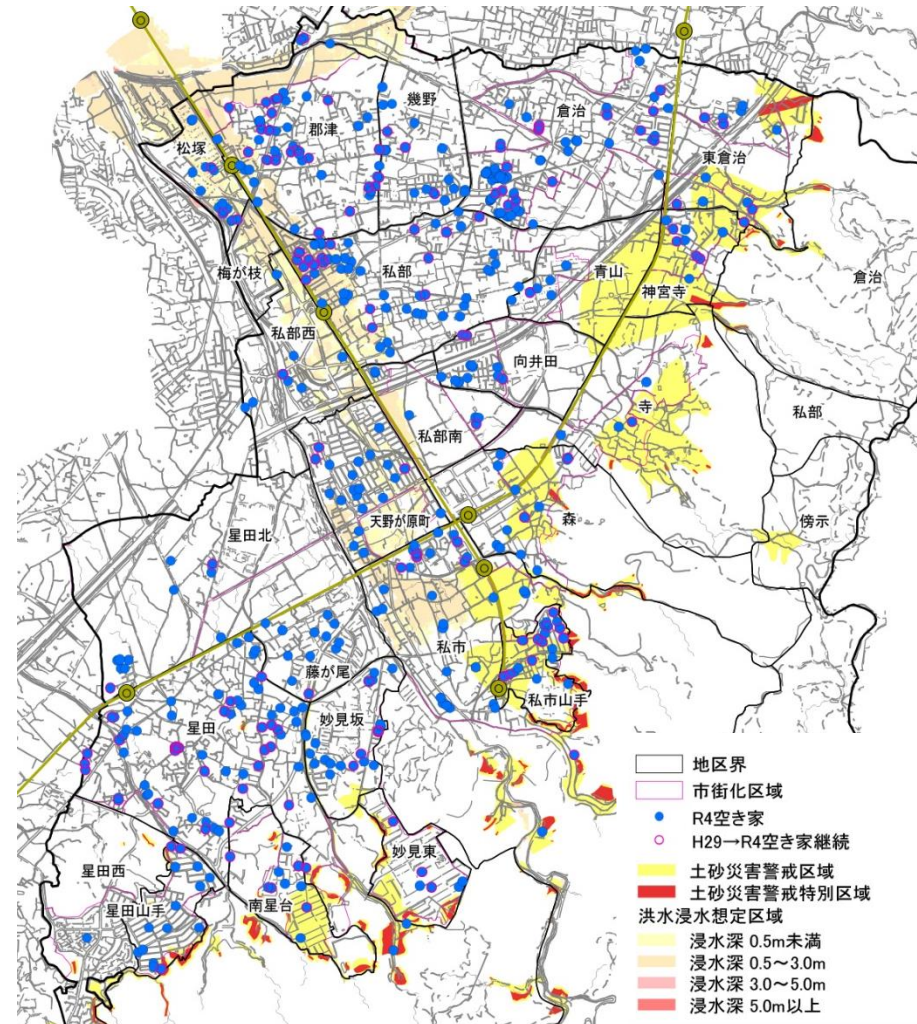 幾野
倉治
郡津
松塚
東倉治
梅が枝
私部
青山
倉治
神宮寺
私部西
向井田
寺
私部
私部南
天野が原町
森
傍示
星田北
私市
藤が尾
私市山手
星田
妙見坂
妙見東
星田西
南星台
星田山手
地区界
市街化区域
R4空き家
H29→R4空き家継続
土砂災害警戒区域
土砂災害警戒特別区域
洪水浸水想定区域
浸水深 0.5m未満
浸水深 0.5～3.0m
浸水深 3.0～5.0m
浸水深 5.0m以上